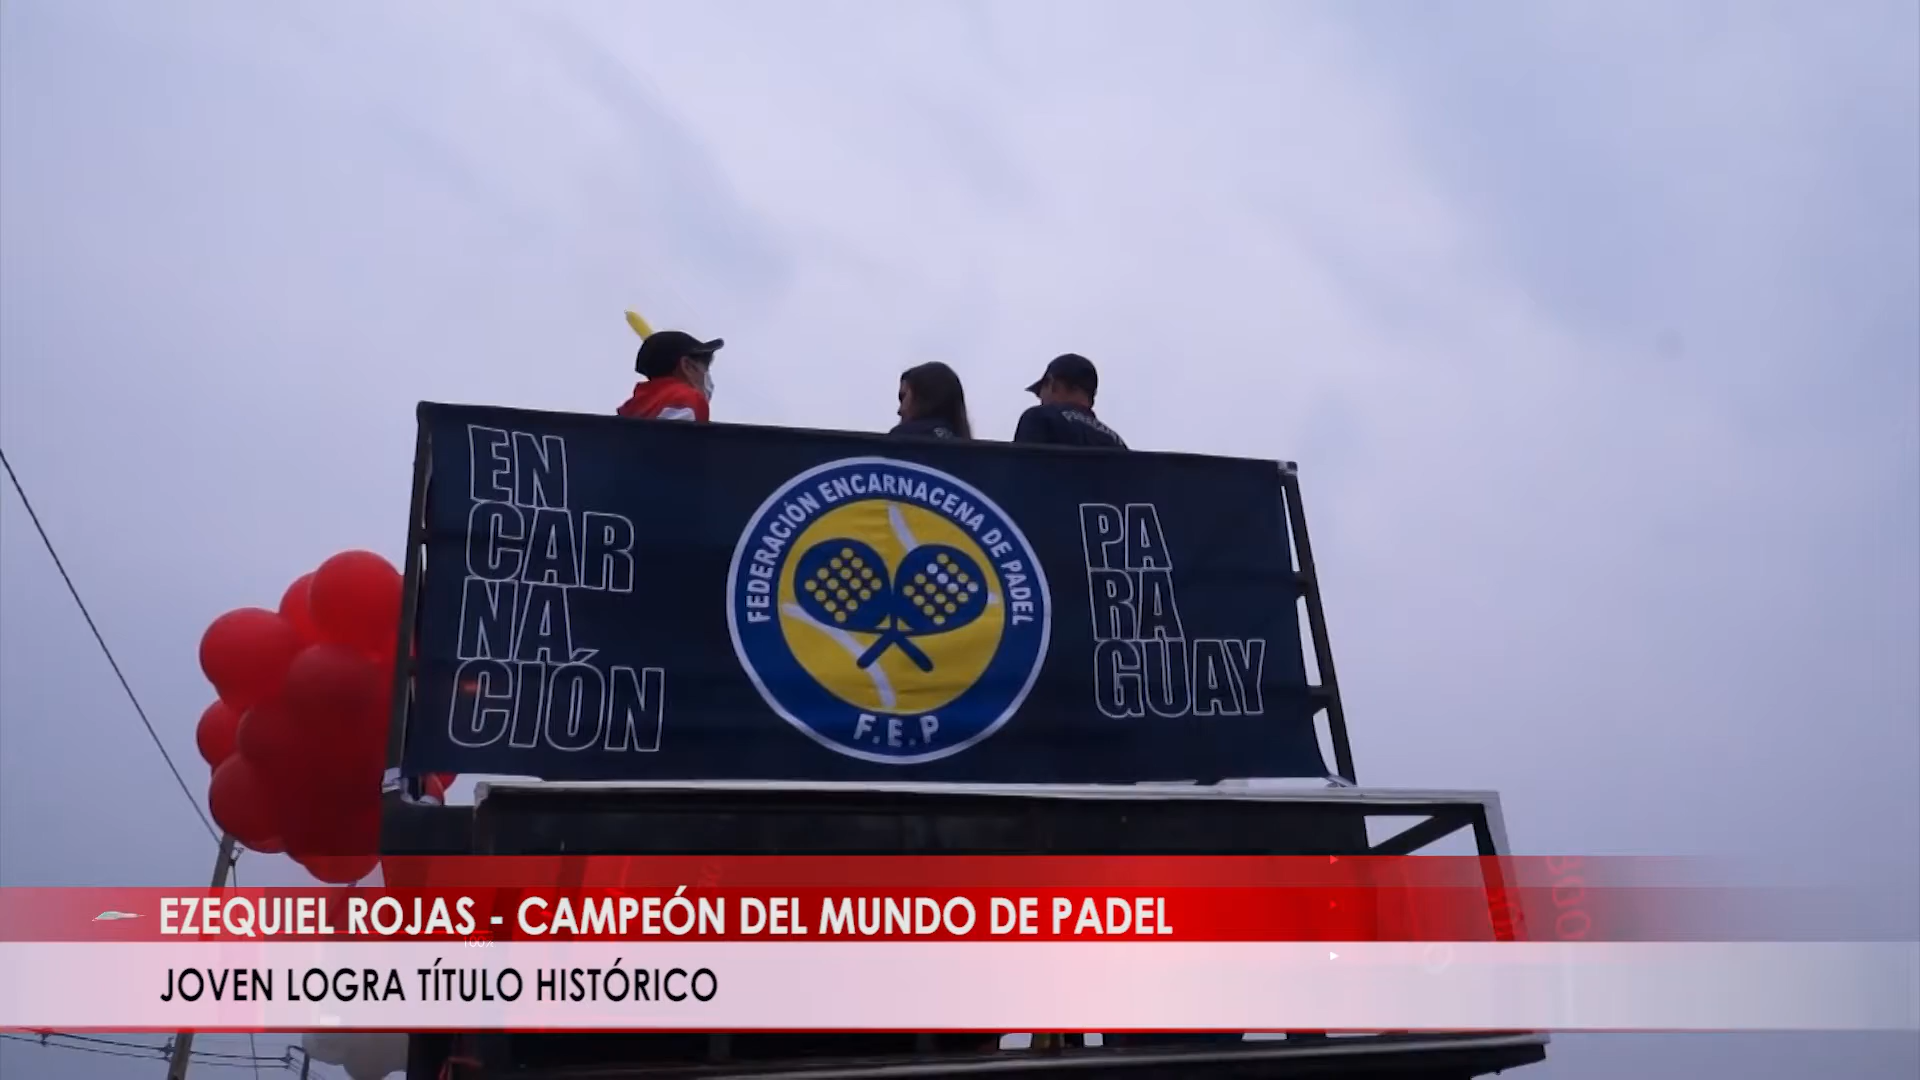 EN
CAR
NA
CIÓN
FEDERACIÓN ENCARNACENA DE PADEL
F.E.P
PA
RA
GUAY
EZEQUIEL ROJAS - CAMPEÓN DEL MUNDO DE PADEL
100%
JOVEN LOGRA TÍTULO HISTÓRICO